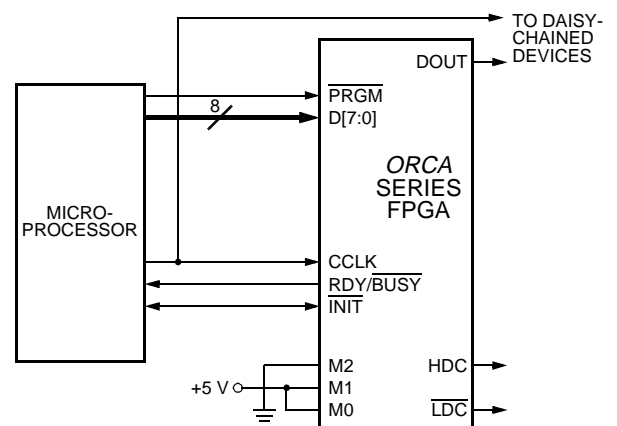 TO DAISY-
CHAINED
DEVICES
DOUT
PRGM
8
D[7:0]
ORCA
SERIES
FPGA
MICRO-
PROCESSOR
CCLK
RDY/BUSY
INIT
M2
HDC
+5 V
M1
M0
LDC